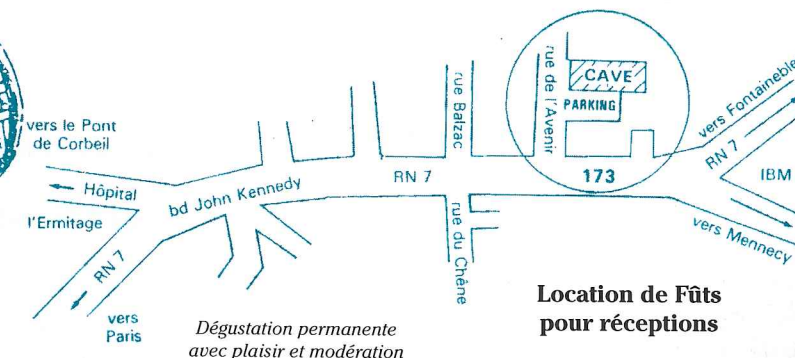 vers le Pont
de Corbeil
Hôpital
l'Ermitage
RN 7
vers
Paris
bd John Kennedy
RN 7
rue Balzac
rue du Chêne
rue de l'Avenir
CAVE
PARKING
173
vers Fontainebleau
RN 7
IBM
vers Mennecy
Dégustation permanente
avec plaisir et modération
Location de Fûts
pour réceptions